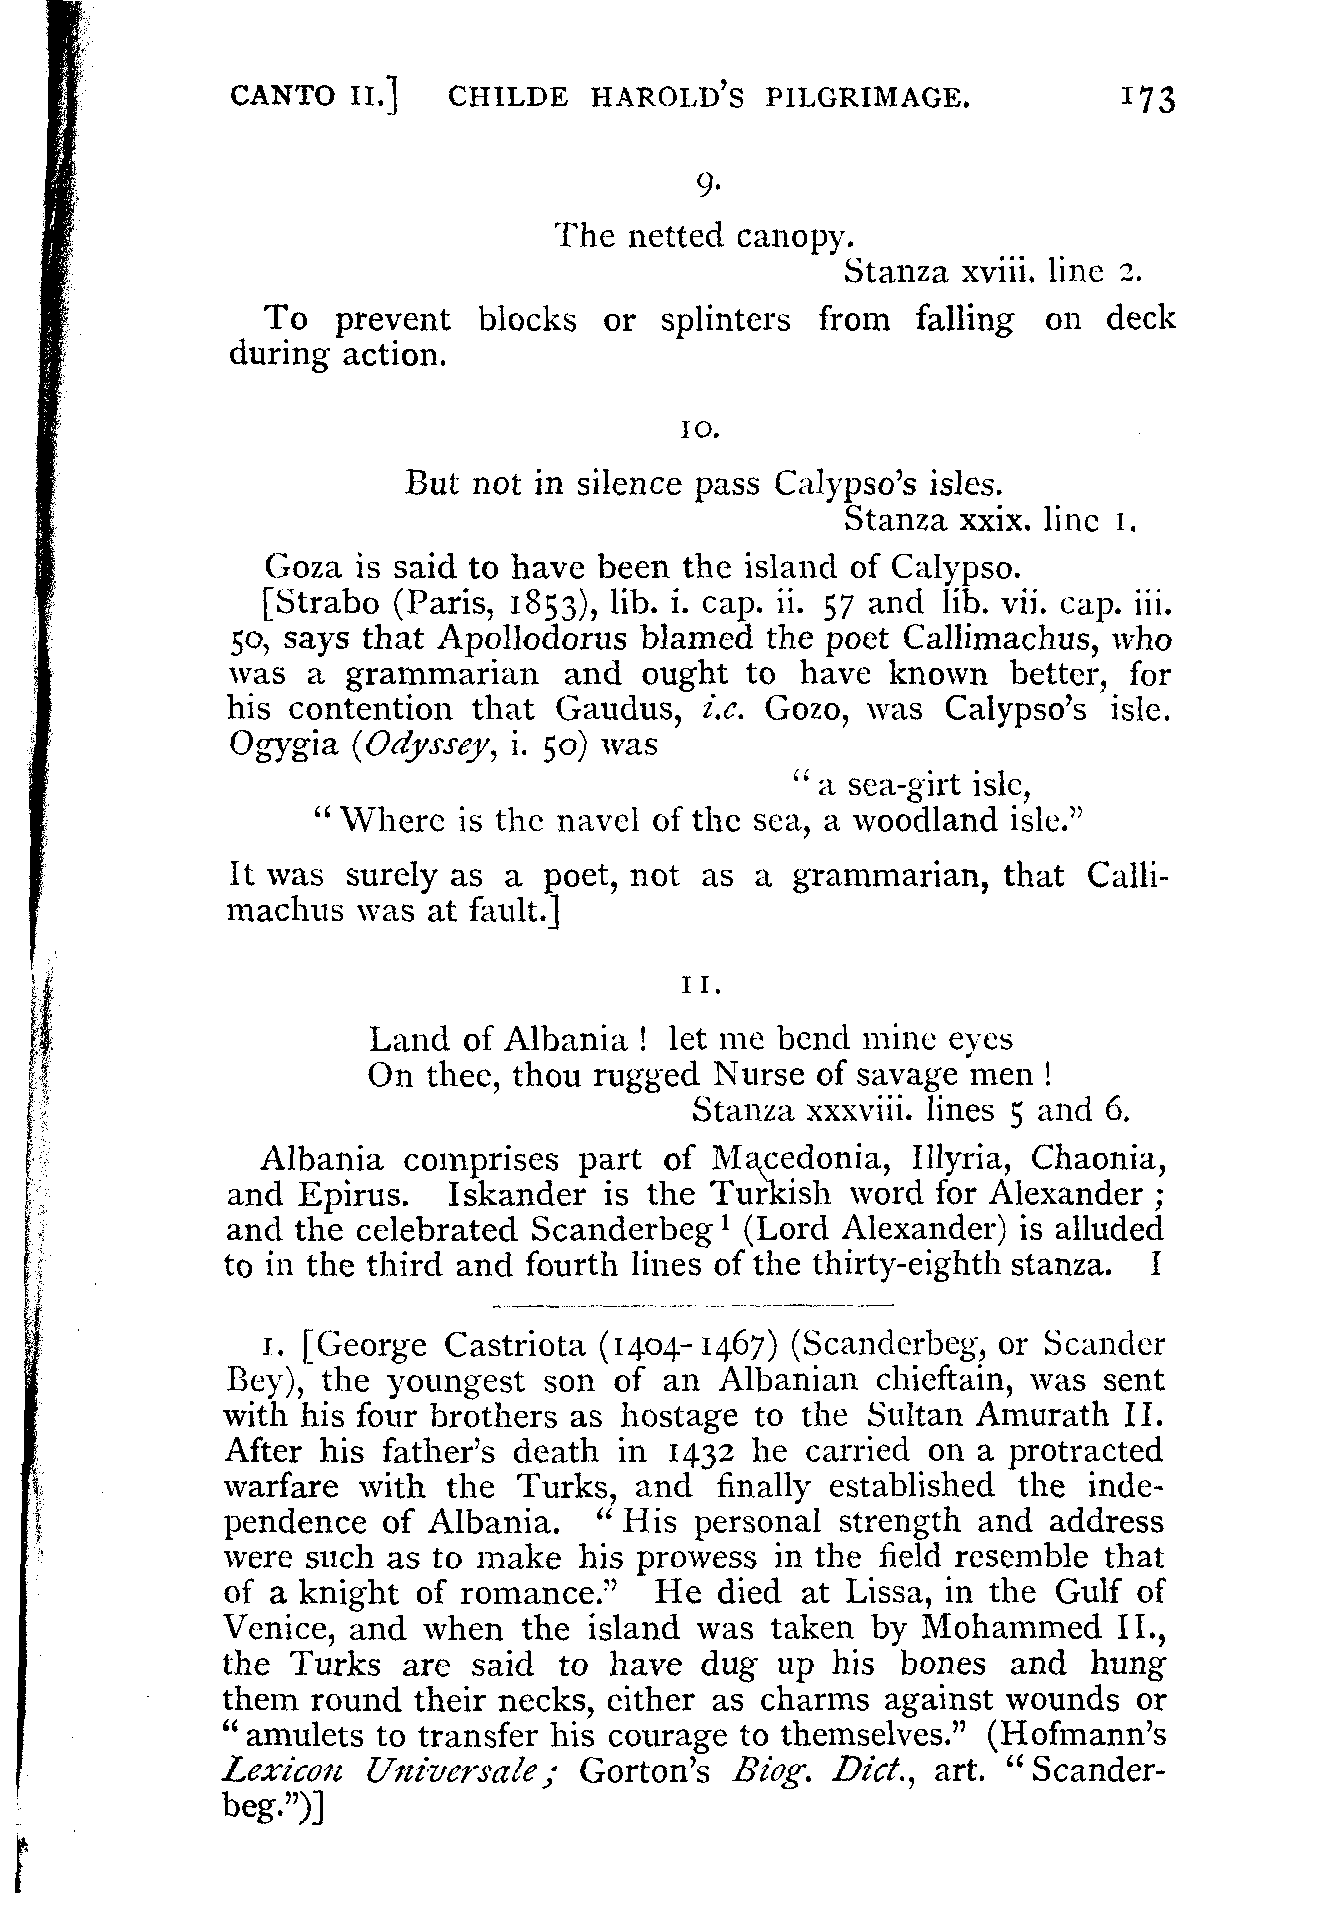 CANTO II.] CHILDE HAROLD'S PILGRIMAGE. 173
9.
The netted canopy.
Stanza xviii. line 2.
To prevent blocks or splinters from falling on deck
during action.
10.
But not in silence pass Calypso's isles.
Stanza xxix. line 1.
Goza is said to have been the island of Calypso.
[Strabo (Paris, 1853), lib. i. cap. ii. 57 and lib. vii. cap. iii.
50, says that Apollodorus blamed the poet Callimachus, who
was a grammarian and ought to have known better, for
his contention that Gaudus, i.e. Gozo, was Calypso's isle.
Ogygia (Odyssey, i. 50) was
"a sea-girt isle,
"Where is the navel of the sea, a woodland isle."
It was surely as a poet, not as a grammarian, that Calli-
machus was at fault.]
11.
Land of Albania! let me bend mine eyes
On thee, thou rugged Nurse of savage men!
Stanza xxxviii. lines 5 and 6.
Albania comprises part of Macedonia, Illyria, Chaonia,
and Epirus. Iskander is the Turkish word for Alexander;
and the celebrated Scanderbeg¹ (Lord Alexander) is alluded
to in the third and fourth lines of the thirty-eighth stanza. I
1. [George Castriota (1404-1467) (Scanderbeg, or Scander
Bey), the youngest son of an Albanian chieftain, was sent
with his four brothers as hostage to the Sultan Amurath II.
After his father's death in 1432 he carried on a protracted
warfare with the Turks, and finally established the inde-
pendence of Albania. "His personal strength and address
were such as to make his prowess in the field resemble that
of a knight of romance." He died at Lissa, in the Gulf of
Venice, and when the island was taken by Mohammed II.,
the Turks are said to have dug up his bones and hung
them round their necks, either as charms against wounds or
"amulets to transfer his courage to themselves." (Hofmann's
Lexicon Universale; Gorton's Biog. Dict., art. "Scander-
beg.")]